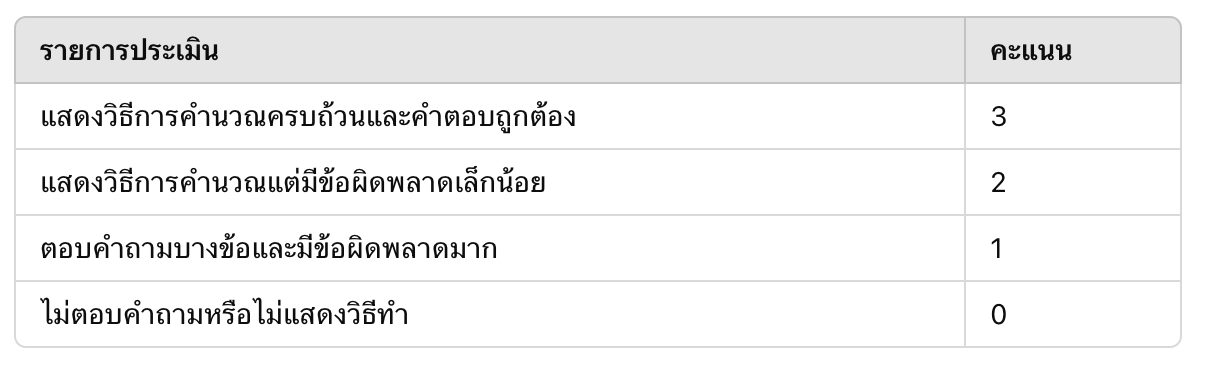 รายการประเมิน คะแนน
แสดงวิธีการคำนวณครบถ้วนและคำตอบถูกต้อง 3
แสดงวิธีการคำนวณแต่มีข้อผิดพลาดเล็กน้อย 2
ตอบคำถามบางข้อและมีข้อผิดพลาดมาก 1
ไม่ตอบคำถามหรือไม่แสดงวิธีทำ 0